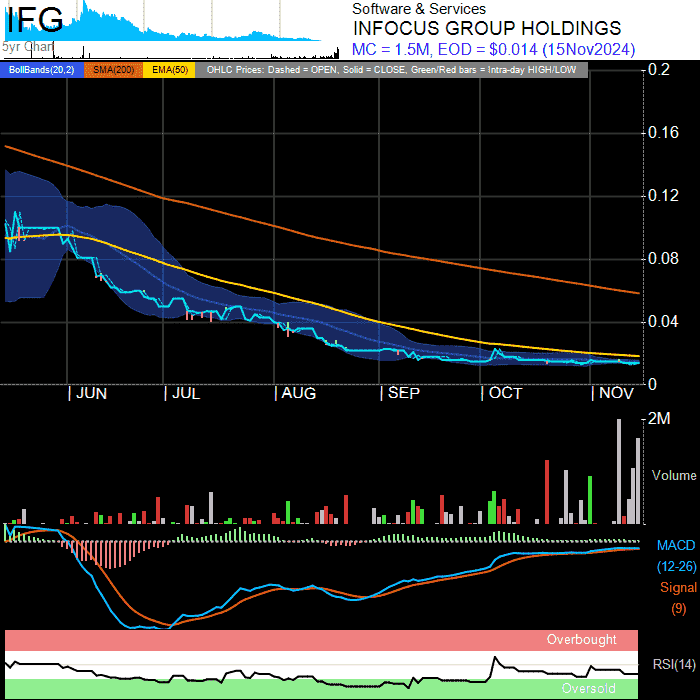 IFG
5yr Chart
Software & Services
INFOCUS GROUP HOLDINGS
MC = 1.5M, EOD = $0.014 (15Nov2024)
BollBands(20,2) SMA(200) EMA(50) OHLC Prices: Dashed = OPEN, Solid = CLOSE, Green/Red bars = Intra-day HIGH/LOW
0.2
0.16
0.12
0.08
0.04
0
JUN JUL AUG SEP OCT NOV
2M
Volume
MACD
(12-26)
Signal
(9)
Overbought
RSI(14)
Oversold